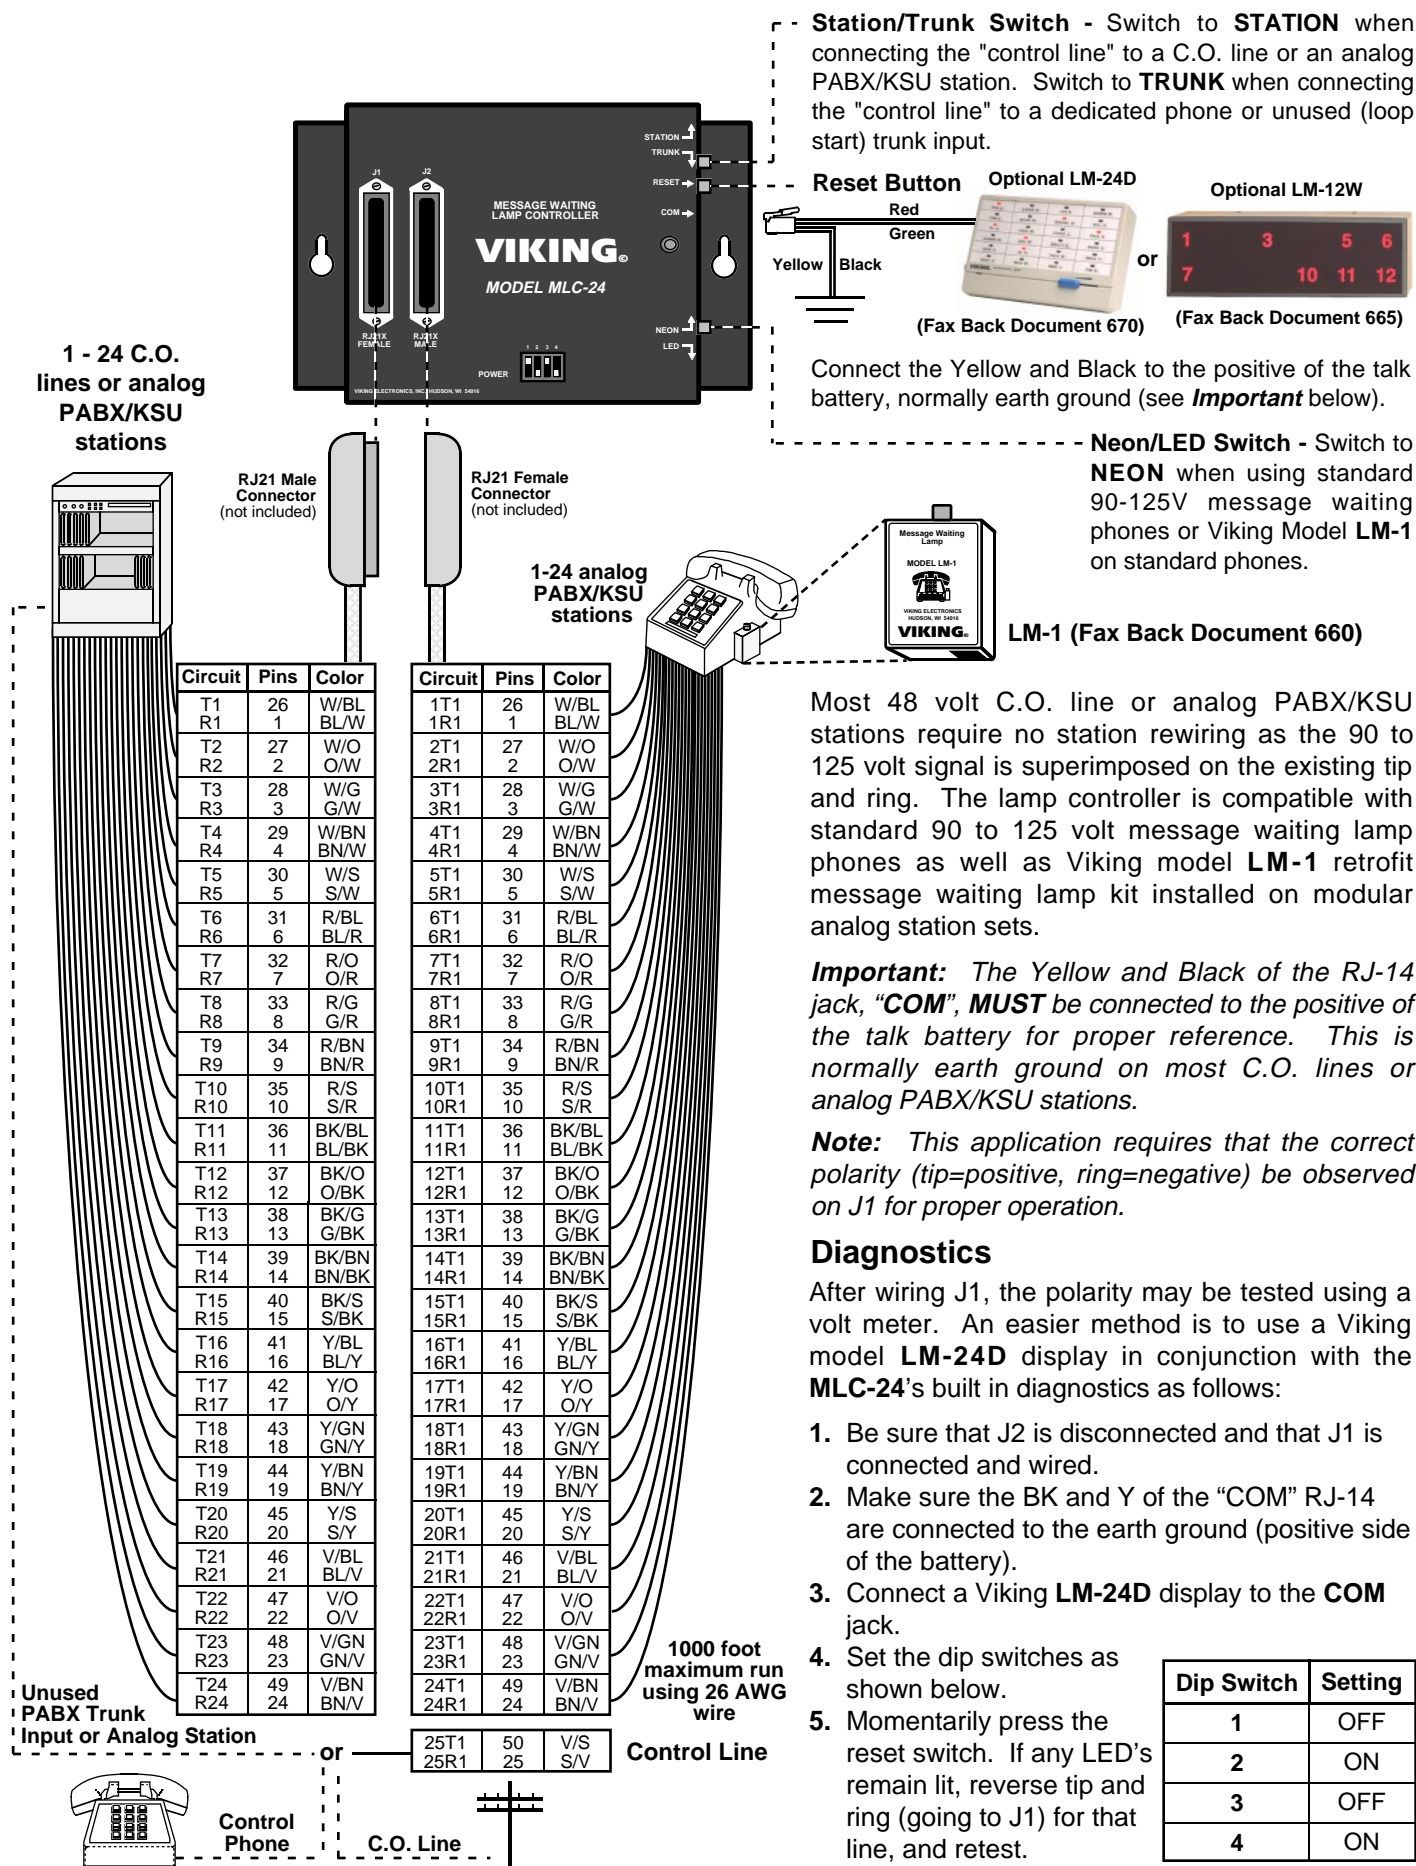 Station/Trunk Switch - Switch to STATION when
connecting the "control line" to a C.O. line or an analog
PABX/KSU station. Switch to TRUNK when connecting
the "control line" to a dedicated phone or unused (loop
start) trunk input.
STATION
TRUNK
RESET
COM
NEON
LED
J1
J2
MESSAGE WAITING
LAMP CONTROLLER
VIKING©
MODEL MLC-24
RJ21X
FEMALE
RJ21X
MALE
1 2 3 4
POWER
VIKING ELECTRONICS, INC. HUDSON, WI 54016
Reset Button
Optional LM-24D
Optional LM-12W
Red
Green
Yellow
Black
or
1 3 5 6
7 10 11 12
(Fax Back Document 670)
(Fax Back Document 665)
Connect the Yellow and Black to the positive of the talk
battery, normally earth ground (see Important below).
Neon/LED Switch - Switch to
NEON when using standard
90-125V message waiting
phones or Viking Model LM-1
on standard phones.
1 - 24 C.O.
lines or analog
PABX/KSU
stations
RJ21 Male
Connector
(not included)
RJ21 Female
Connector
(not included)
1-24 analog
PABX/KSU
stations
Message Waiting
Lamp
MODEL LM-1
VIKING ELECTRONICS
HUDSON, WI 54016
VIKING©
LM-1 (Fax Back Document 660)
Circuit Pins Color
T1 26 W/BL
R1 1 BL/W
T2 27 W/O
R2 2 O/W
T3 28 W/G
R3 3 G/W
T4 29 W/BN
R4 4 BN/W
T5 30 W/S
R5 5 S/W
T6 31 R/BL
R6 6 BL/R
T7 32 R/O
R7 7 O/R
T8 33 R/G
R8 8 G/R
T9 34 R/BN
R9 9 BN/R
T10 35 R/S
R10 10 S/R
T11 36 BK/BL
R11 11 BL/BK
T12 37 BK/O
R12 12 O/BK
T13 38 BK/G
R13 13 G/BK
T14 39 BK/BN
R14 14 BN/BK
T15 40 BK/S
R15 15 S/BK
T16 41 Y/BL
R16 16 BL/Y
T17 42 Y/O
R17 17 O/Y
T18 43 Y/GN
R18 18 GN/Y
T19 44 Y/BN
R19 19 BN/Y
T20 45 Y/S
R20 20 S/Y
T21 46 V/BL
R21 21 BL/V
T22 47 V/O
R22 22 O/V
T23 48 V/GN
R23 23 GN/V
T24 49 V/BN
R24 24 BN/V
Circuit Pins Color
1T1 26 W/BL
1R1 1 BL/W
2T1 27 W/O
2R1 2 O/W
3T1 28 W/G
3R1 3 G/W
4T1 29 W/BN
4R1 4 BN/W
5T1 30 W/S
5R1 5 S/W
6T1 31 R/BL
6R1 6 BL/R
7T1 32 R/O
7R1 7 O/R
8T1 33 R/G
8R1 8 G/R
9T1 34 R/BN
9R1 9 BN/R
10T1 35 R/S
10R1 10 S/R
11T1 36 BK/BL
11R1 11 BL/BK
12T1 37 BK/O
12R1 12 O/BK
13T1 38 BK/G
13R1 13 G/BK
14T1 39 BK/BN
14R1 14 BN/BK
15T1 40 BK/S
15R1 15 S/BK
16T1 41 Y/BL
16R1 16 BL/Y
17T1 42 Y/O
17R1 17 O/Y
18T1 43 Y/GN
18R1 18 GN/Y
19T1 44 Y/BN
19R1 19 BN/Y
20T1 45 Y/S
20R1 20 S/Y
21T1 46 V/BL
21R1 21 BL/V
22T1 47 V/O
22R1 22 O/V
23T1 48 V/GN
23R1 23 GN/V
24T1 49 V/BN
24R1 24 BN/V
25T1 50 V/S
25R1 25 S/V
Control Line
1000 foot
maximum run
using 26 AWG
wire
Unused
PABX Trunk
Input or Analog Station
or
Control
Phone
C.O. Line
Most 48 volt C.O. line or analog PABX/KSU
stations require no station rewiring as the 90 to
125 volt signal is superimposed on the existing tip
and ring. The lamp controller is compatible with
standard 90 to 125 volt message waiting lamp
phones as well as Viking model LM-1 retrofit
message waiting lamp kit installed on modular
analog station sets.
Important: The Yellow and Black of the RJ-14
jack, “COM”, MUST be connected to the positive of
the talk battery for proper reference. This is
normally earth ground on most C.O. lines or
analog PABX/KSU stations.
Note: This application requires that the correct
polarity (tip=positive, ring=negative) be observed
on J1 for proper operation.
Diagnostics
After wiring J1, the polarity may be tested using a
volt meter. An easier method is to use a Viking
model LM-24D display in conjunction with the
MLC-24’s built in diagnostics as follows:
1. Be sure that J2 is disconnected and that J1 is
connected and wired.
2. Make sure the BK and Y of the “COM” RJ-14
are connected to the earth ground (positive side
of the battery).
3. Connect a Viking LM-24D display to the COM
jack.
4. Set the dip switches as
shown below.
5. Momentarily press the
reset switch. If any LED’s
remain lit, reverse tip and
ring (going to J1) for that
line, and retest.
Dip Switch Setting
1 OFF
2 ON
3 OFF
4 ON